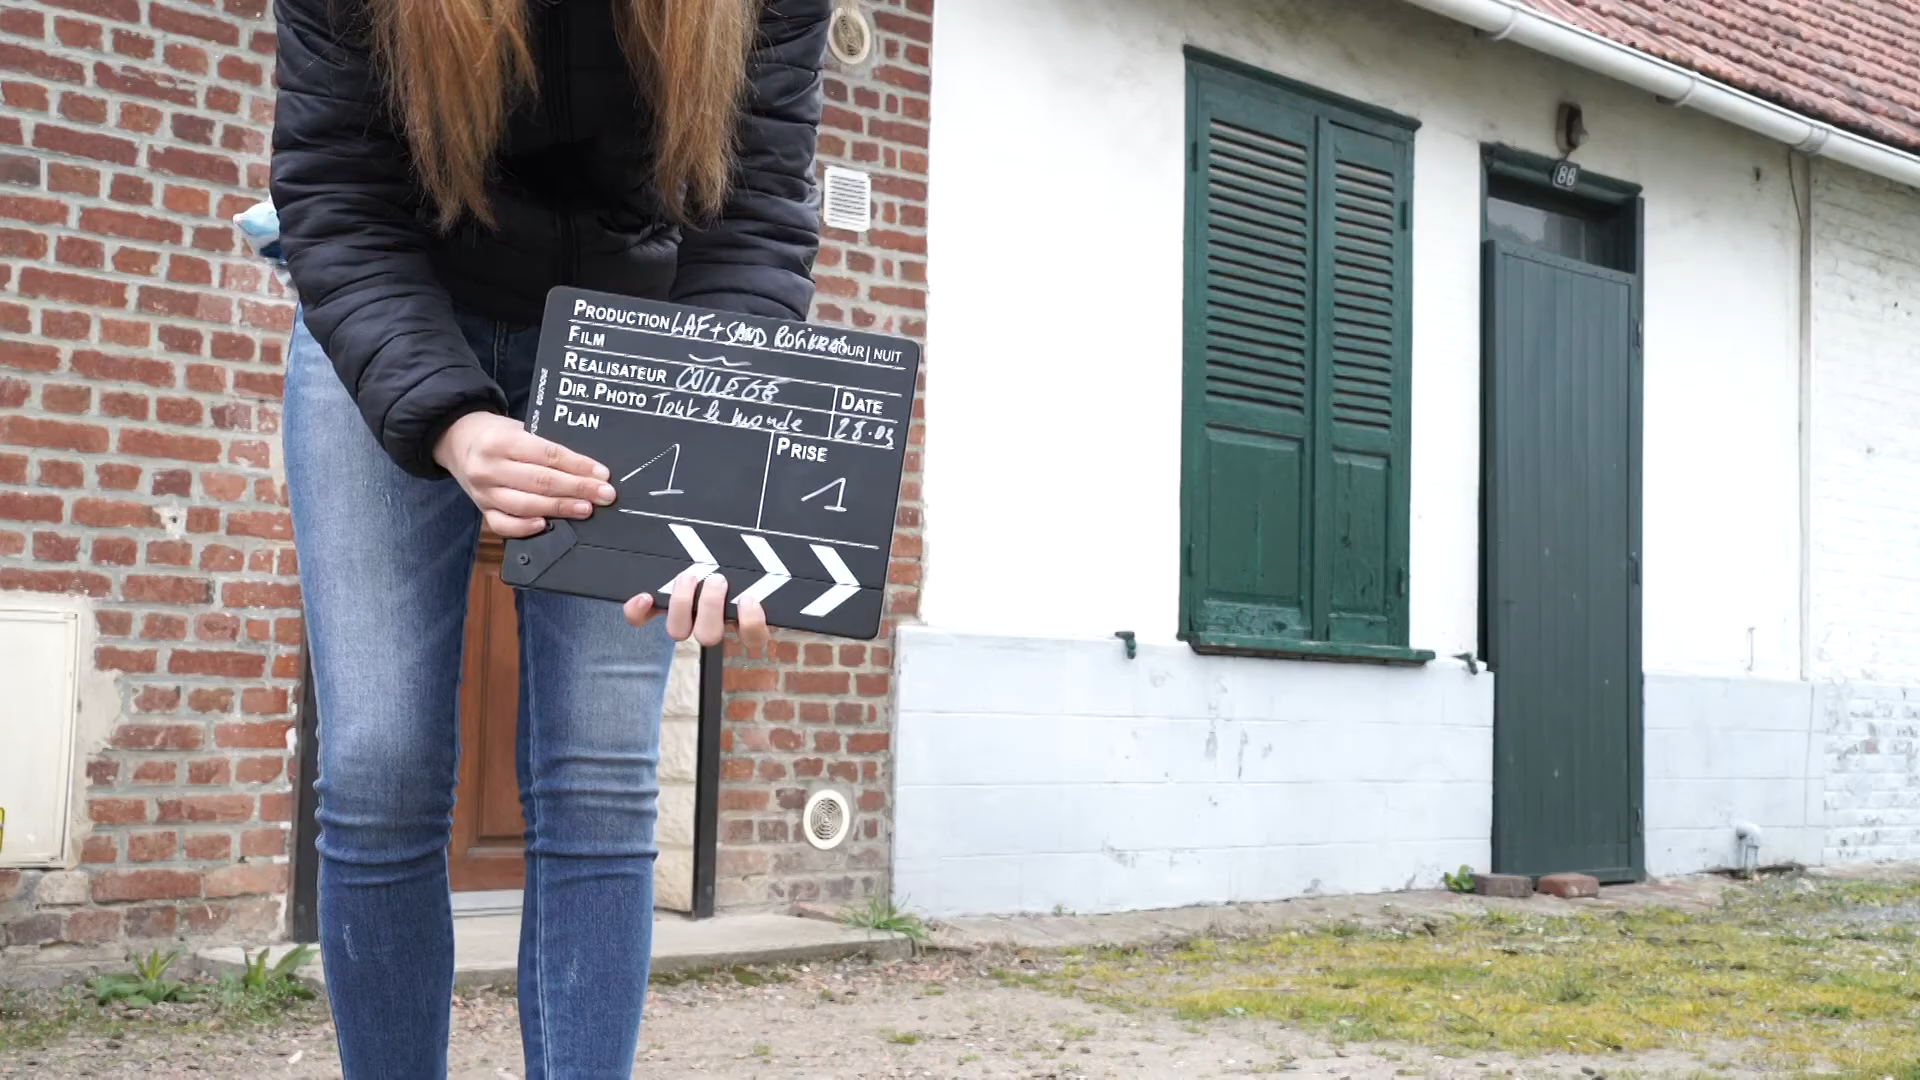 PRODUCTION LAF + SAND
JOUR | NUIT
FILM
REALISATEUR COLLEGE
DATE
DIR. PHOTO Tout le monde
28.03
PLAN
PRISE
1
1
88